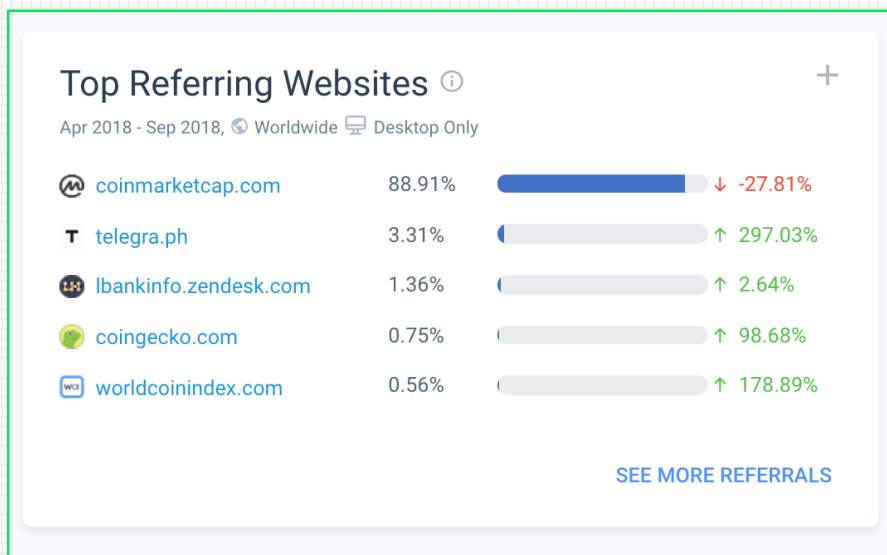 Top Referring Websites
Apr 2018 - Sep 2018, Worldwide Desktop Only
coinmarketcap.com 88.91% -27.81%
T telegra.ph 3.31% 297.03%
lbankinfo.zendesk.com 1.36% 2.64%
coingecko.com 0.75% 98.68%
WCI worldcoinindex.com 0.56% 178.89%
SEE MORE REFERRALS